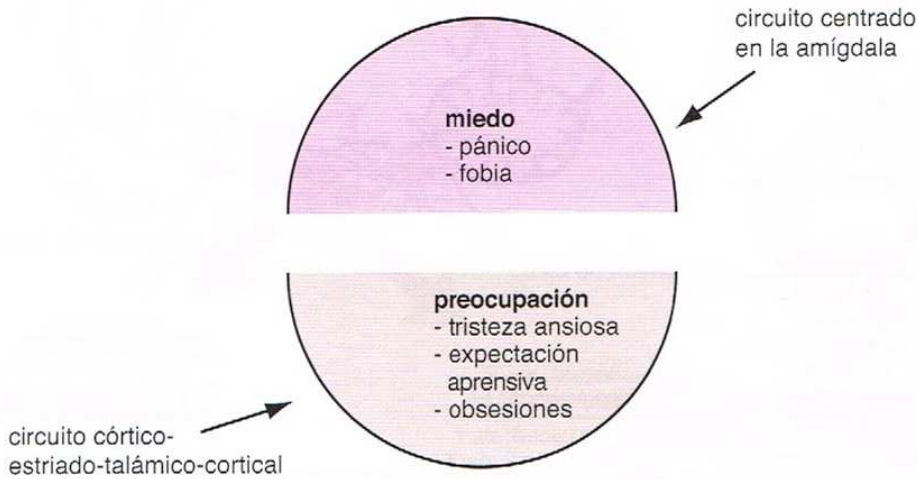 circuito centrado
en la amígdala
miedo
- pánico
- fobia
preocupación
- tristeza ansiosa
- expectación
aprensiva
- obsesiones
circuito córtico-
estriado-talámico-cortical